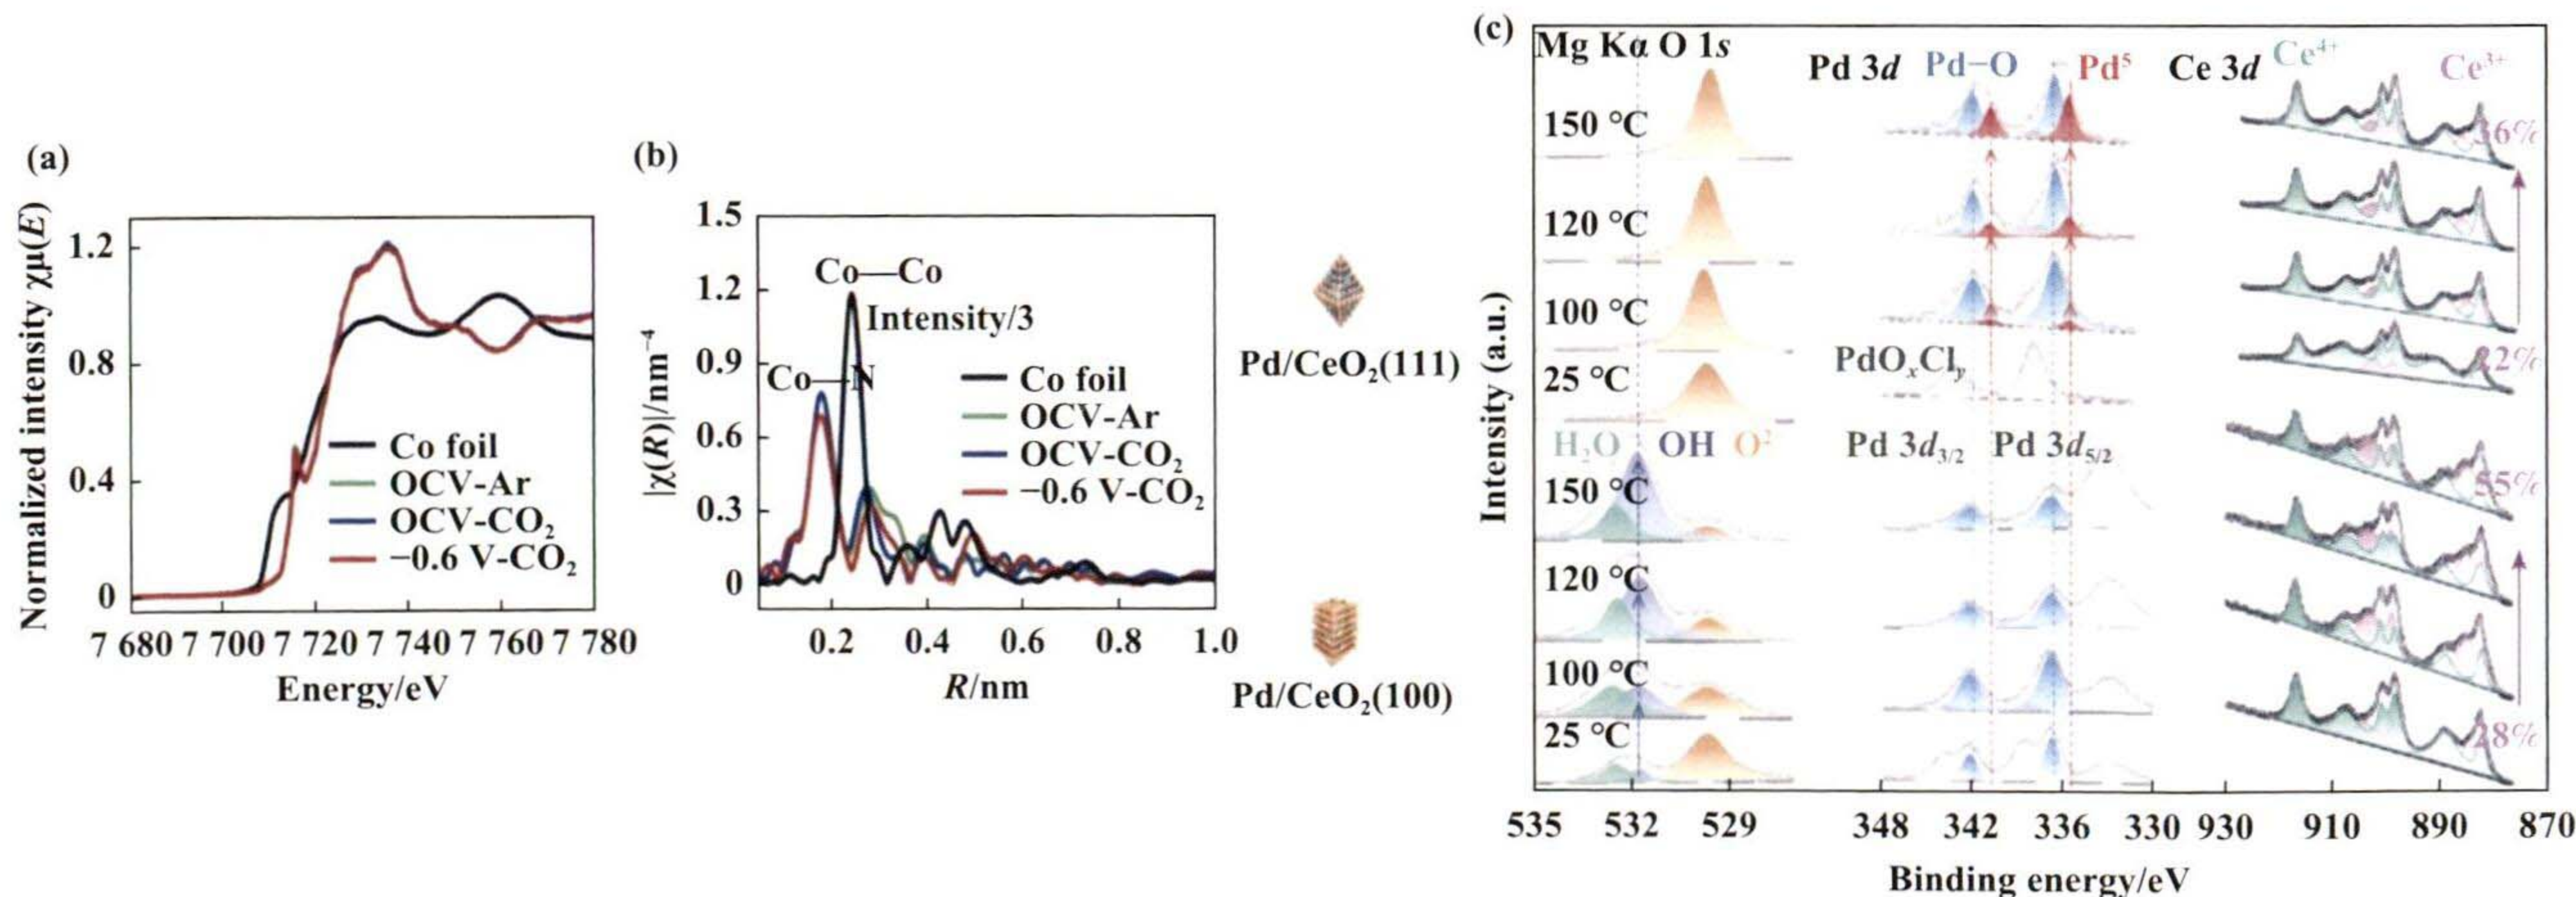 (a)
Normalized intensity χμ(E)
1.2
0.8
0.4
0
Co foil
OCV-Ar
OCV-CO₂
−0.6 V-CO₂
7 680 7 700 7 720 7 740 7 760 7 780
Energy/eV
(b)
|χ(R)|/nm⁻⁴
1.5
1.2
0.9
0.6
0.3
0
Co—Co
Intensity/3
Co—N
Co foil
OCV-Ar
OCV-CO₂
−0.6 V-CO₂
0.2 0.4 0.6 0.8 1.0
R/nm
Pd/CeO₂(111)
Pd/CeO₂(100)
(c)
Intensity (a.u.)
Mg Kα O 1s
Pd 3d Pd−O Pd⁵ Ce 3d Ce⁴⁺ Ce³⁺
150 °C
36%
120 °C
100 °C
PdOₓClᵧ
25 °C
22%
H₂O OH O²
Pd 3d₃/₂ Pd 3d₅/₂
150 °C
55%
120 °C
100 °C
25 °C
28%
535 532 529 348 342 336 330 930 910 890 870
Binding energy/eV